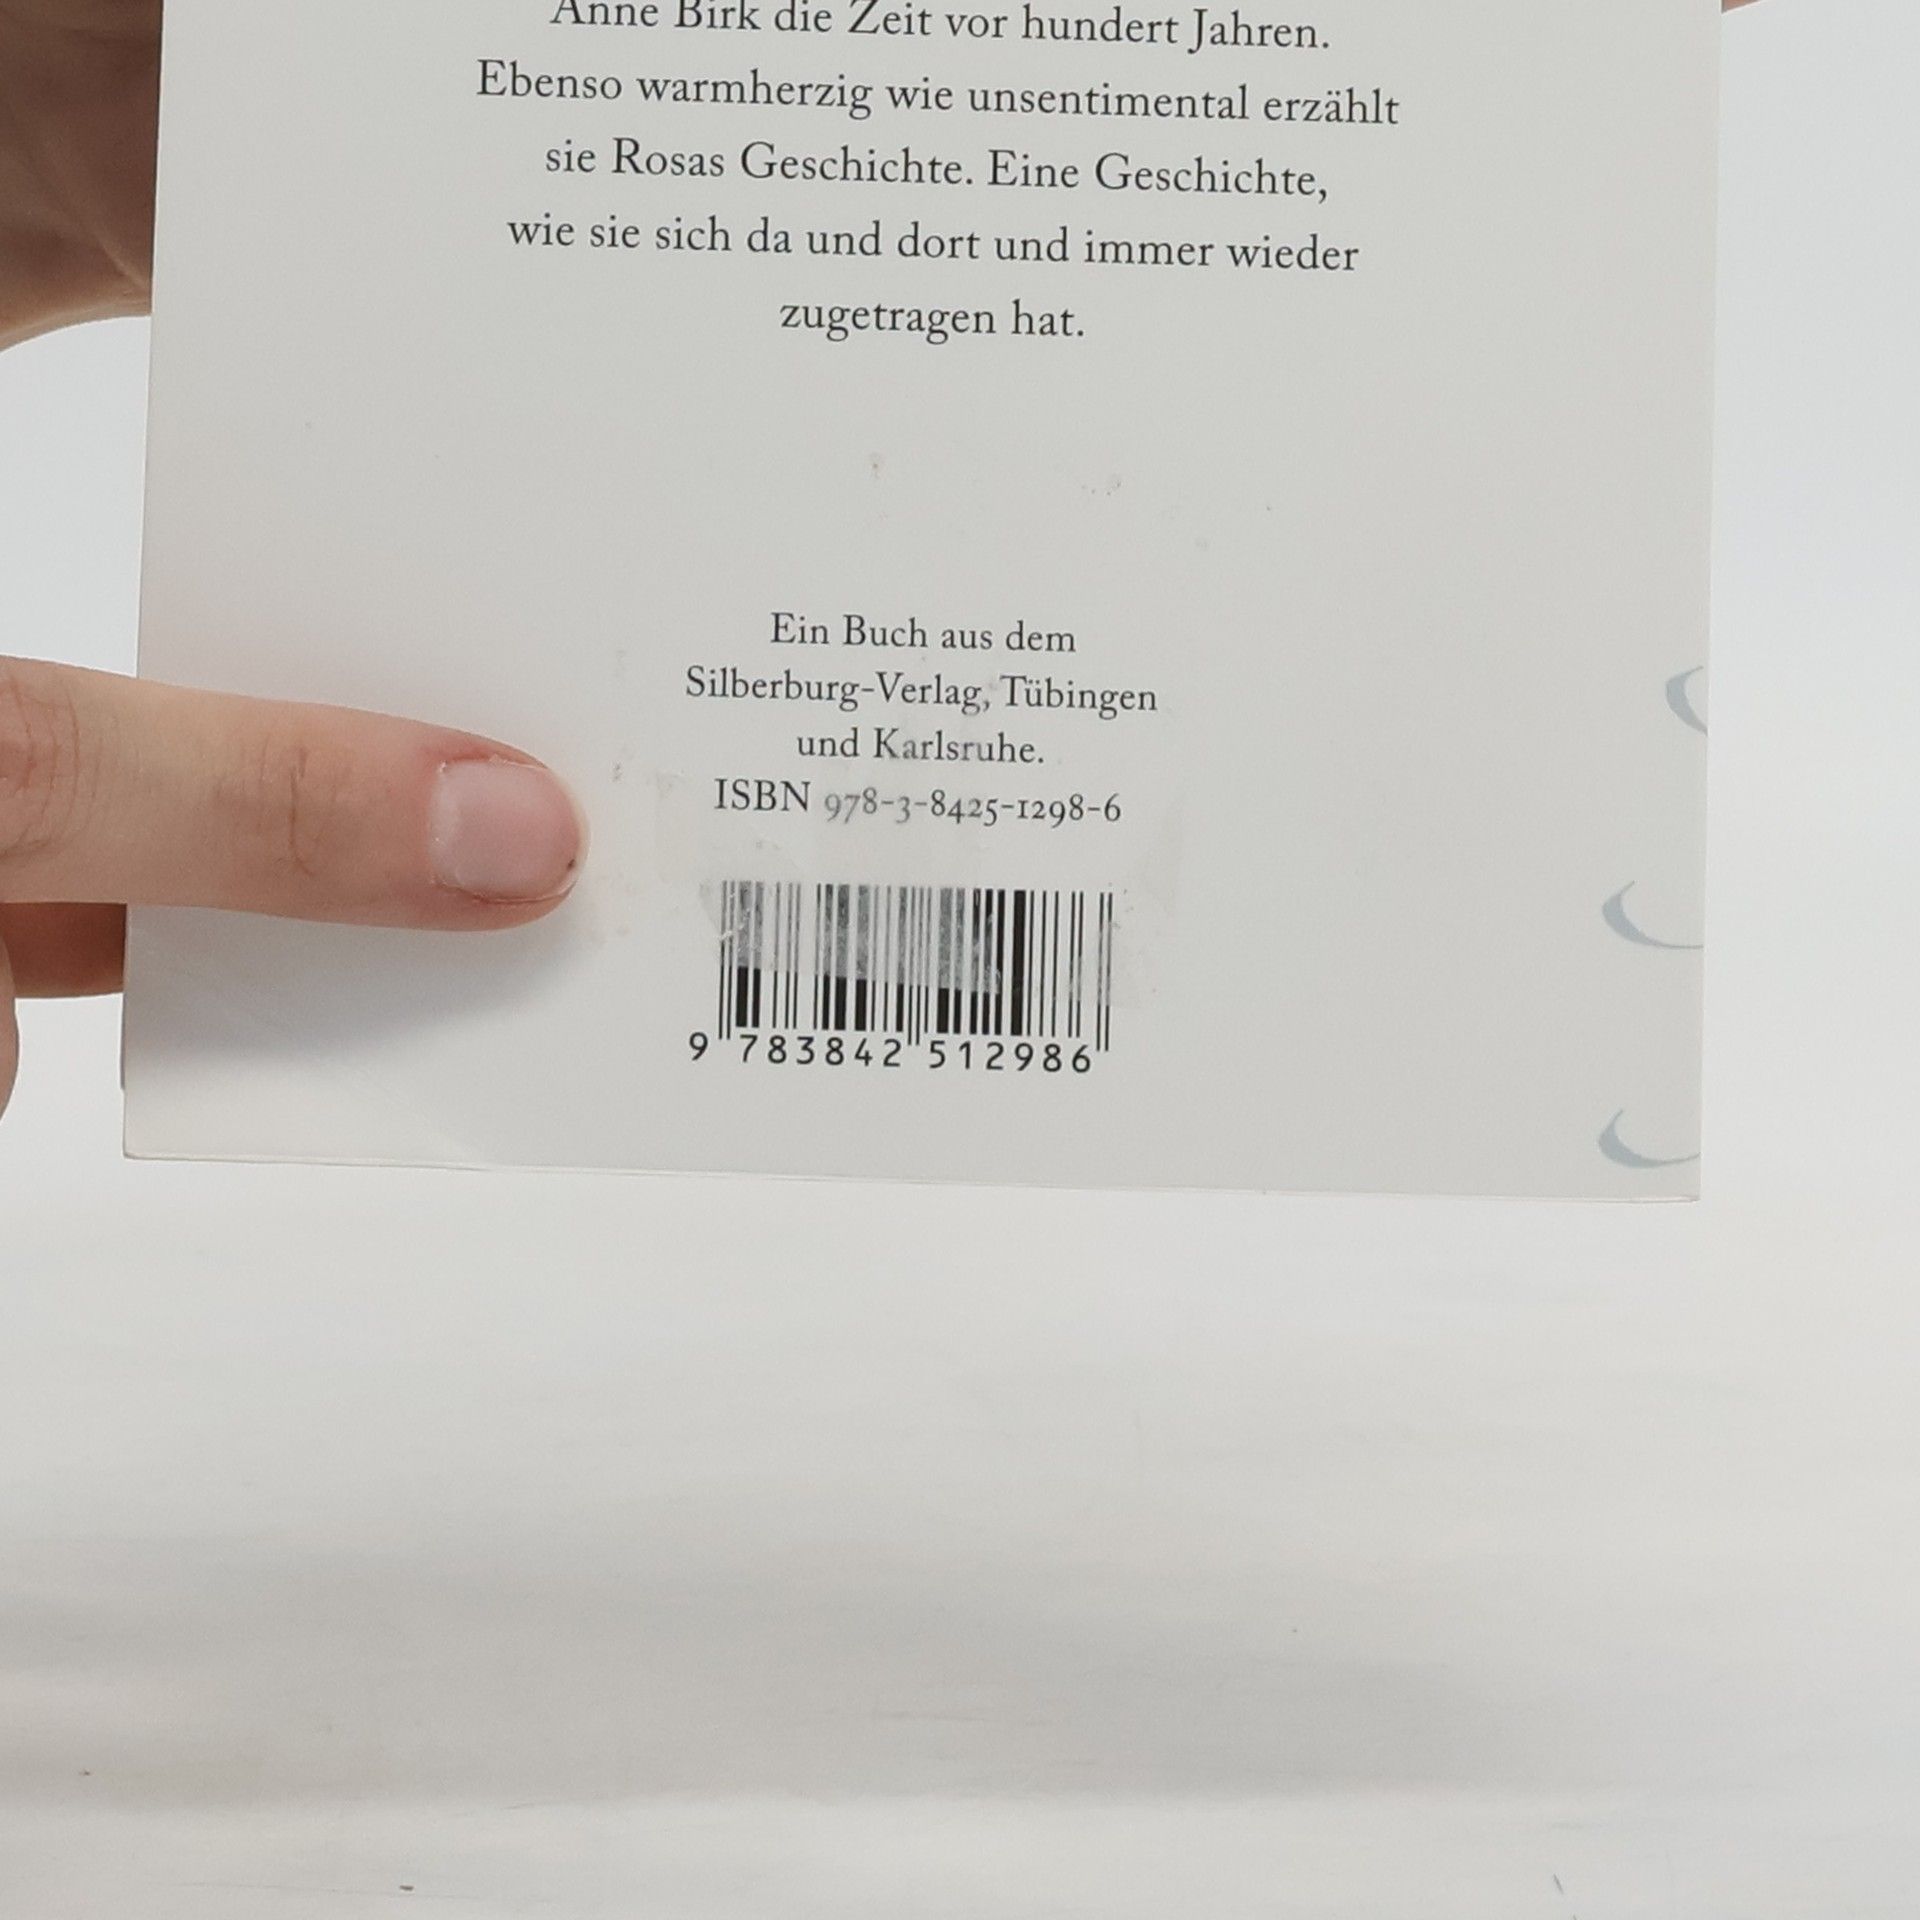 Anne Birk die Zeit vor hundert Jahren.
Ebenso warmherzig wie unsentimental erzählt
sie Rosas Geschichte. Eine Geschichte,
wie sie sich da und dort und immer wieder
zugetragen hat.
Ein Buch aus dem
Silberburg-Verlag, Tübingen
und Karlsruhe.
ISBN 978-3-8425-1298-6
9 783842 512986